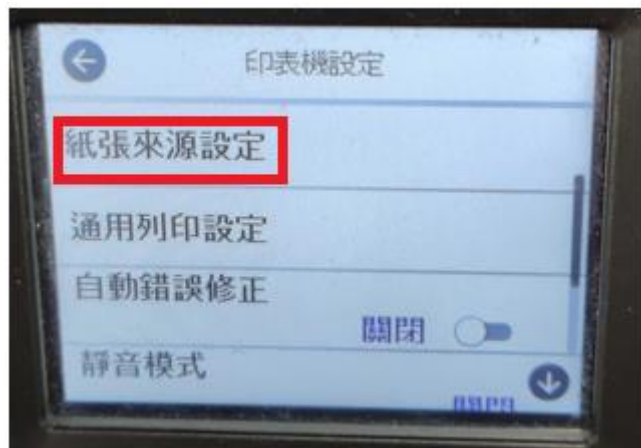 印表機設定
紙張來源設定
通用列印設定
自動錯誤修正
關閉
靜音模式